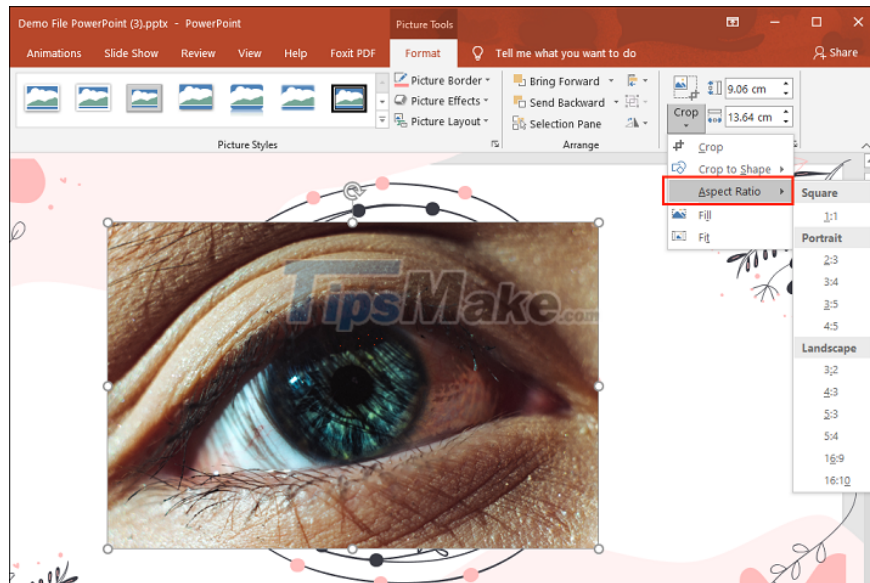 Demo File PowerPoint (3).pptx - PowerPoint
Picture Tools
Animations Slide Show Review View Help Foxit PDF Format Tell me what you want to do Share
Picture Border
Picture Effects
Picture Layout
Picture Styles
Bring Forward
Send Backward
Selection Pane
Arrange
Crop
9.06 cm
13.64 cm
Crop
Crop to Shape
Aspect Ratio
Fill
Fit
Square
1:1
Portrait
2:3
3:4
3:5
4:5
Landscape
3:2
4:3
5:3
5:4
16:9
16:10
TipsMake.com